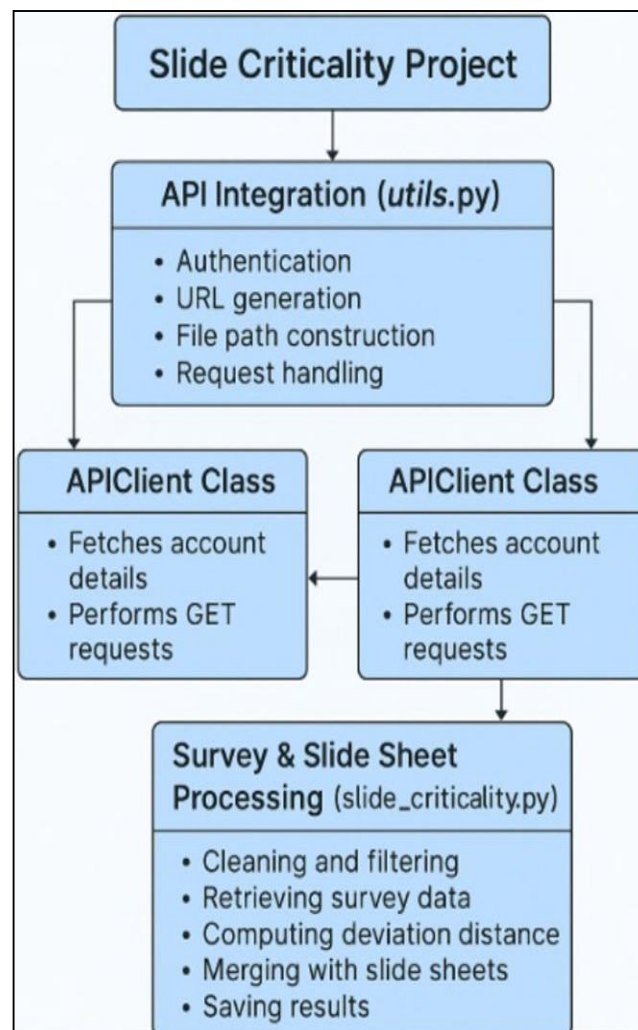 Slide Criticality Project
API Integration (utils.py)
• Authentication
• URL generation
• File path construction
• Request handling
APIClient Class
• Fetches account
details
• Performs GET
requests
APIClient Class
• Fetches account
details
• Performs GET
requests
Survey & Slide Sheet
Processing (slide_criticality.py)
• Cleaning and filtering
• Retrieving survey data
• Computing deviation distance
• Merging with slide sheets
• Saving results